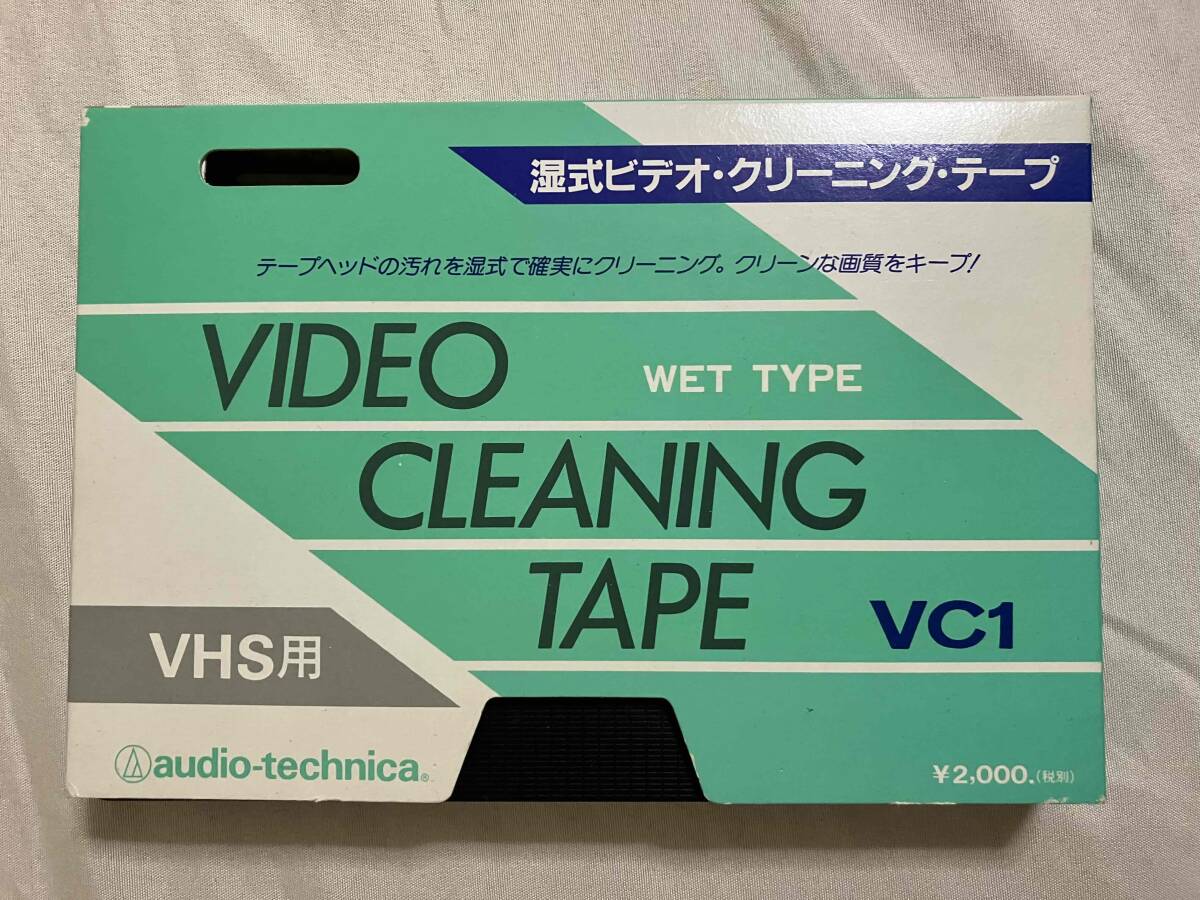 湿式ビデオ・クリーニング・テープ
テープヘッドの汚れを湿式で確実にクリーニング。クリーンな画質をキープ!
VIDEO WET TYPE
CLEANING
TAPE VC1
VHS用
audio-technica®
¥2,000.(税別)